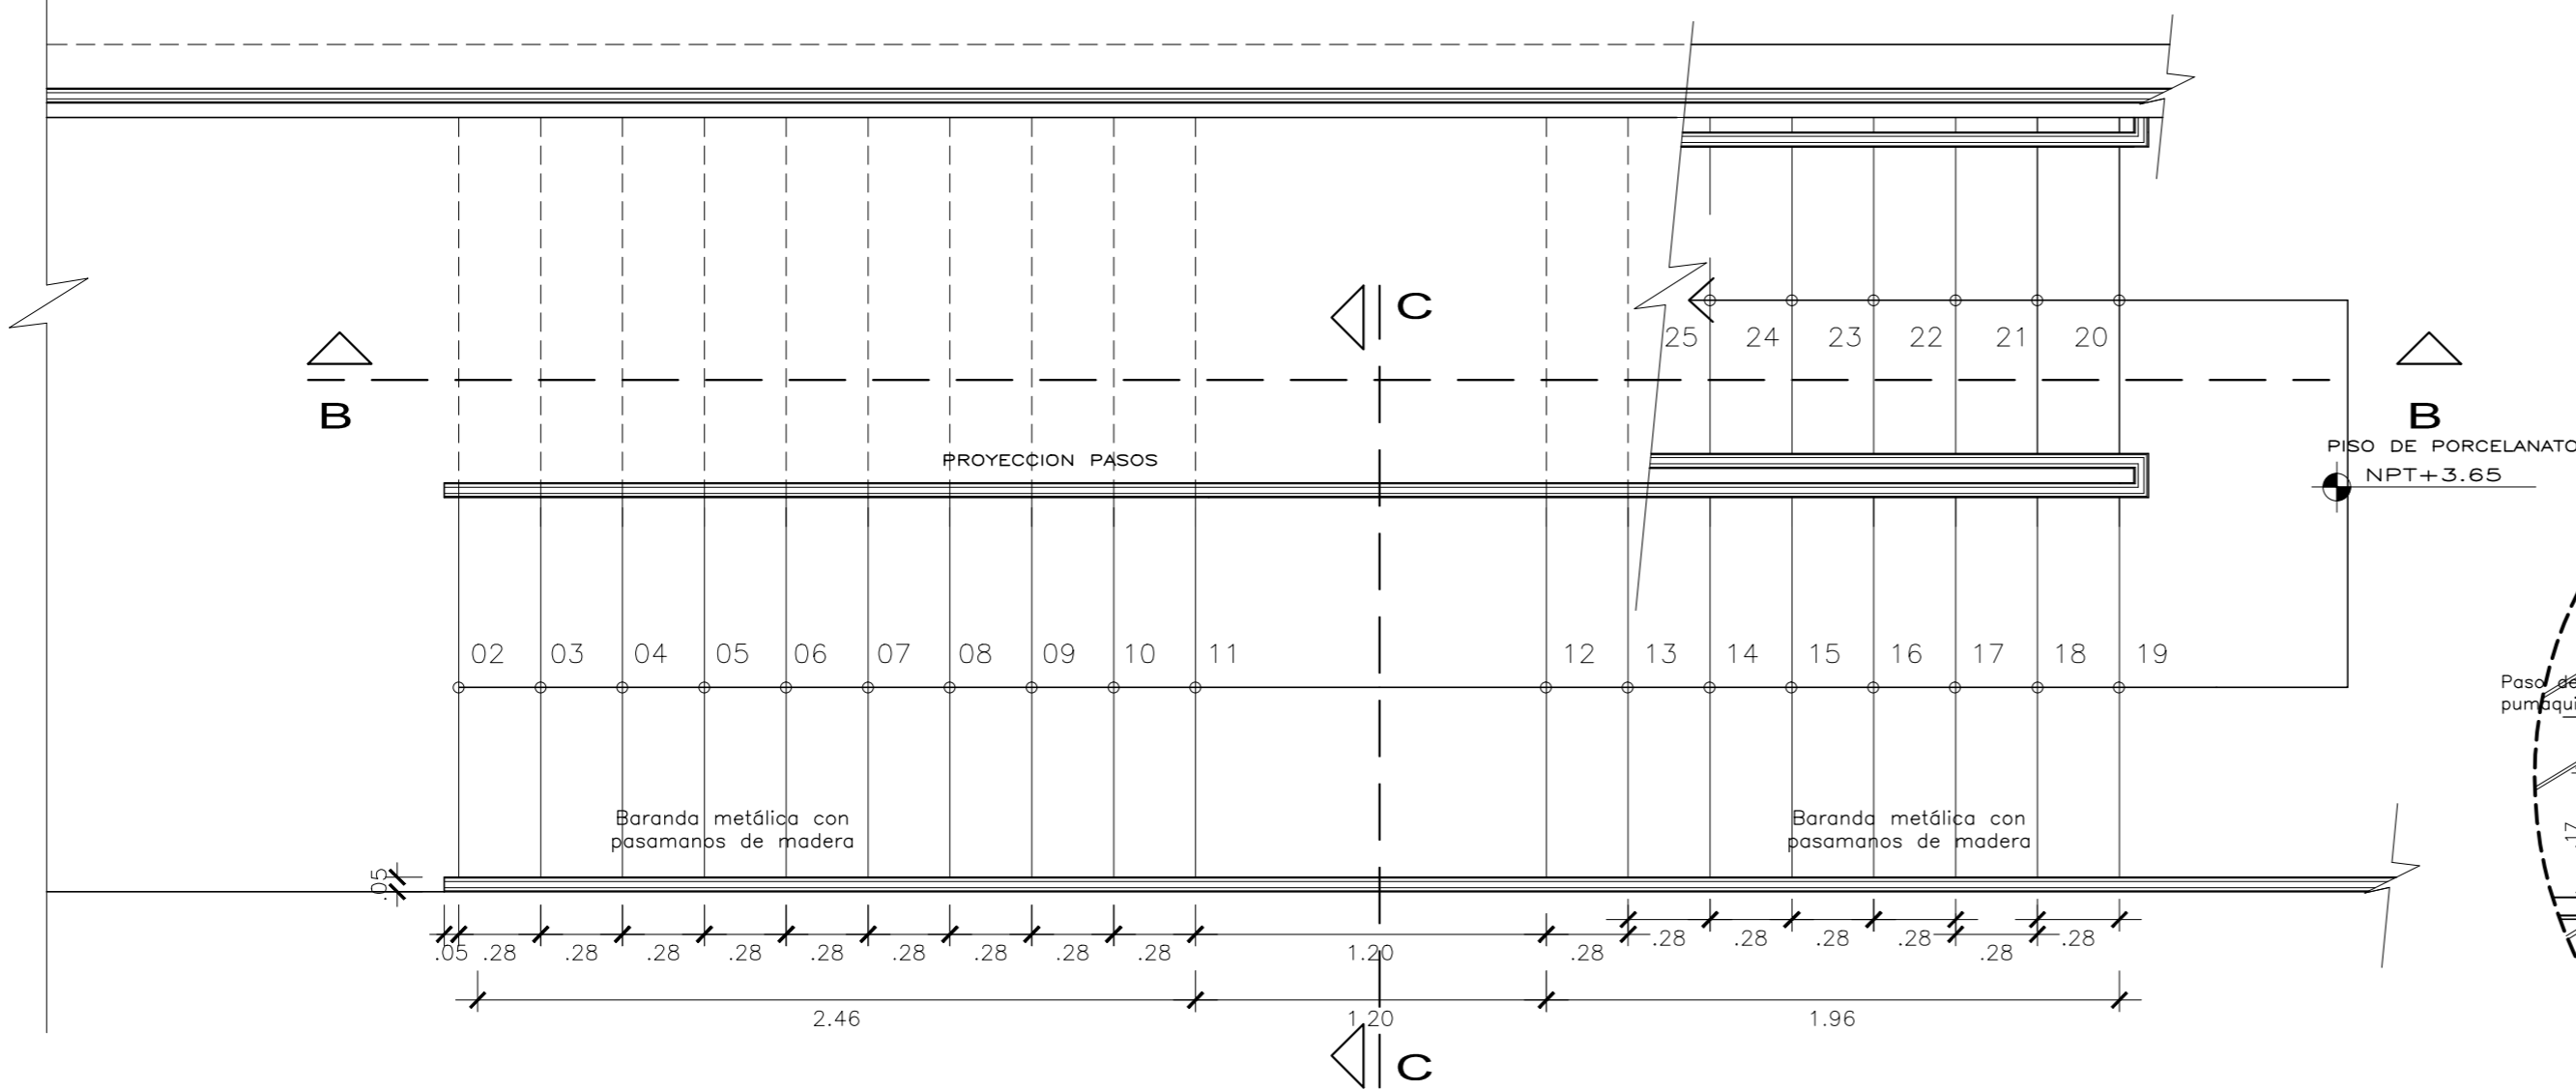 C
25 24 23 22 21 20
B
B
PISO DE PORCELANATO
NPT+3.65
PROYECCION PASOS
02 03 04 05 06 07 08 09 10 11 12 13 14 15 16 17 18 19
Paso de
Baranda metálica con
pasamanos de madera
Baranda metálica con
pasamanos de madera
.17
.05
.05 .28 .28 .28 .28 .28 .28 .28 .28 .28 1.20 .28 .28 .28 .28 .28 .28 .28
2.46 1.20 1.96
C